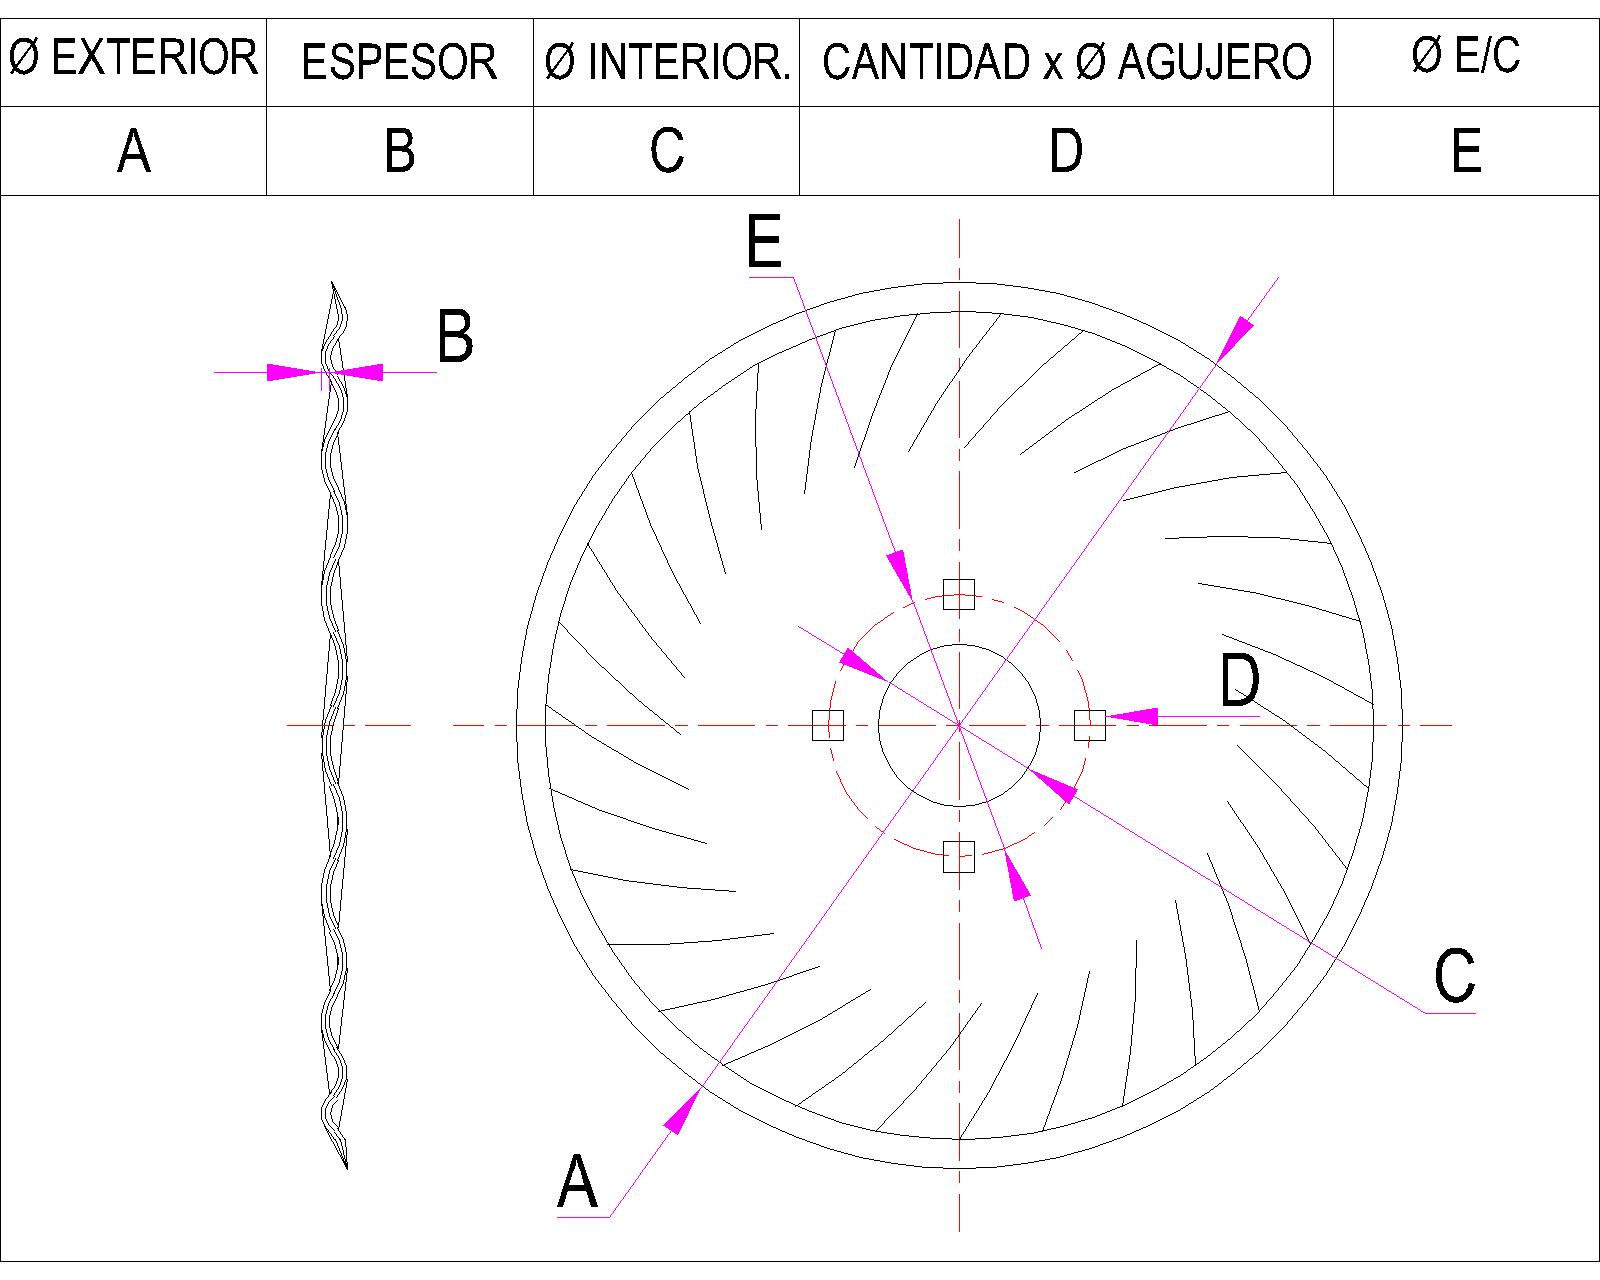 Ø EXTERIOR ESPESOR Ø INTERIOR. CANTIDAD x Ø AGUJERO Ø E/C
A B C D E
E
B
D
C
A